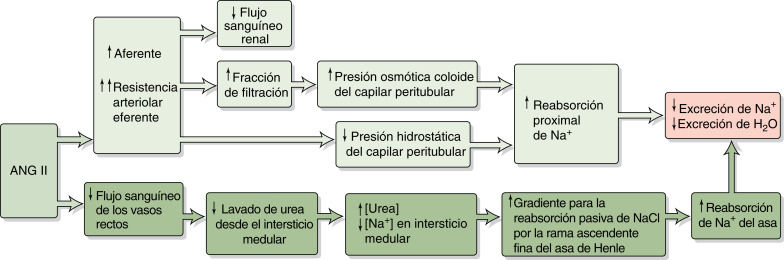 ANG II
↑ Aferente
↑↑ Resistencia
arteriolar
eferente
↓ Flujo
sanguíneo
renal
↑ Fracción
de filtración
↑ Presión osmótica coloide
del capilar peritubular
↓ Presión hidrostática
del capilar peritubular
↑ Reabsorción
proximal
de Na⁺
↓ Excreción de Na⁺
↓ Excreción de H₂O
↓ Flujo sanguíneo
de los vasos
rectos
↓ Lavado de urea
desde el intersticio
medular
↑ [Urea]
↓ [Na⁺] en intersticio
medular
↑ Gradiente para la
reabsorción pasiva de NaCl
por la rama ascendente
fina del asa de Henle
↑ Reabsorción
de Na⁺ del asa